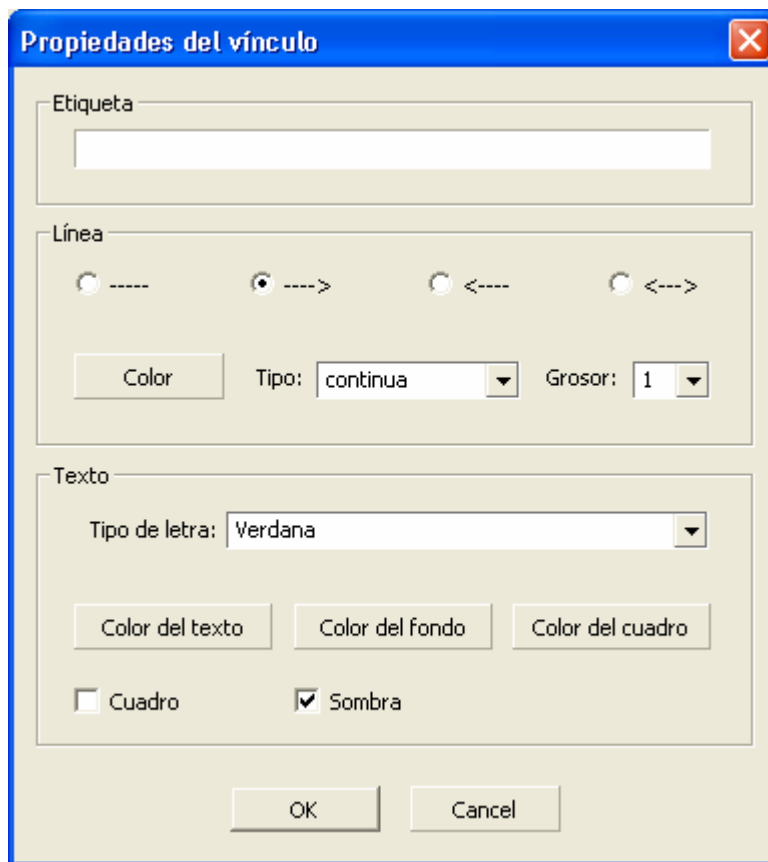 Propiedades del vínculo
Etiqueta
Línea
----- ----> <---- <--->
Color Tipo: continua Grosor: 1
Texto
Tipo de letra: Verdana
Color del texto Color del fondo Color del cuadro
Cuadro Sombra
OK Cancel